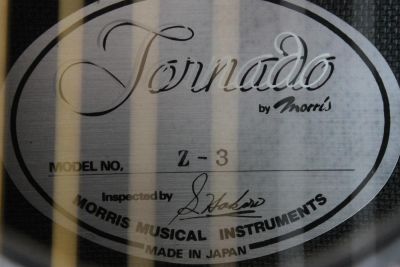 Tornado
by Morris
MODEL NO, Z-3
Inspected by
MORRIS MUSICAL INSTRUMENTS
MADE IN JAPAN